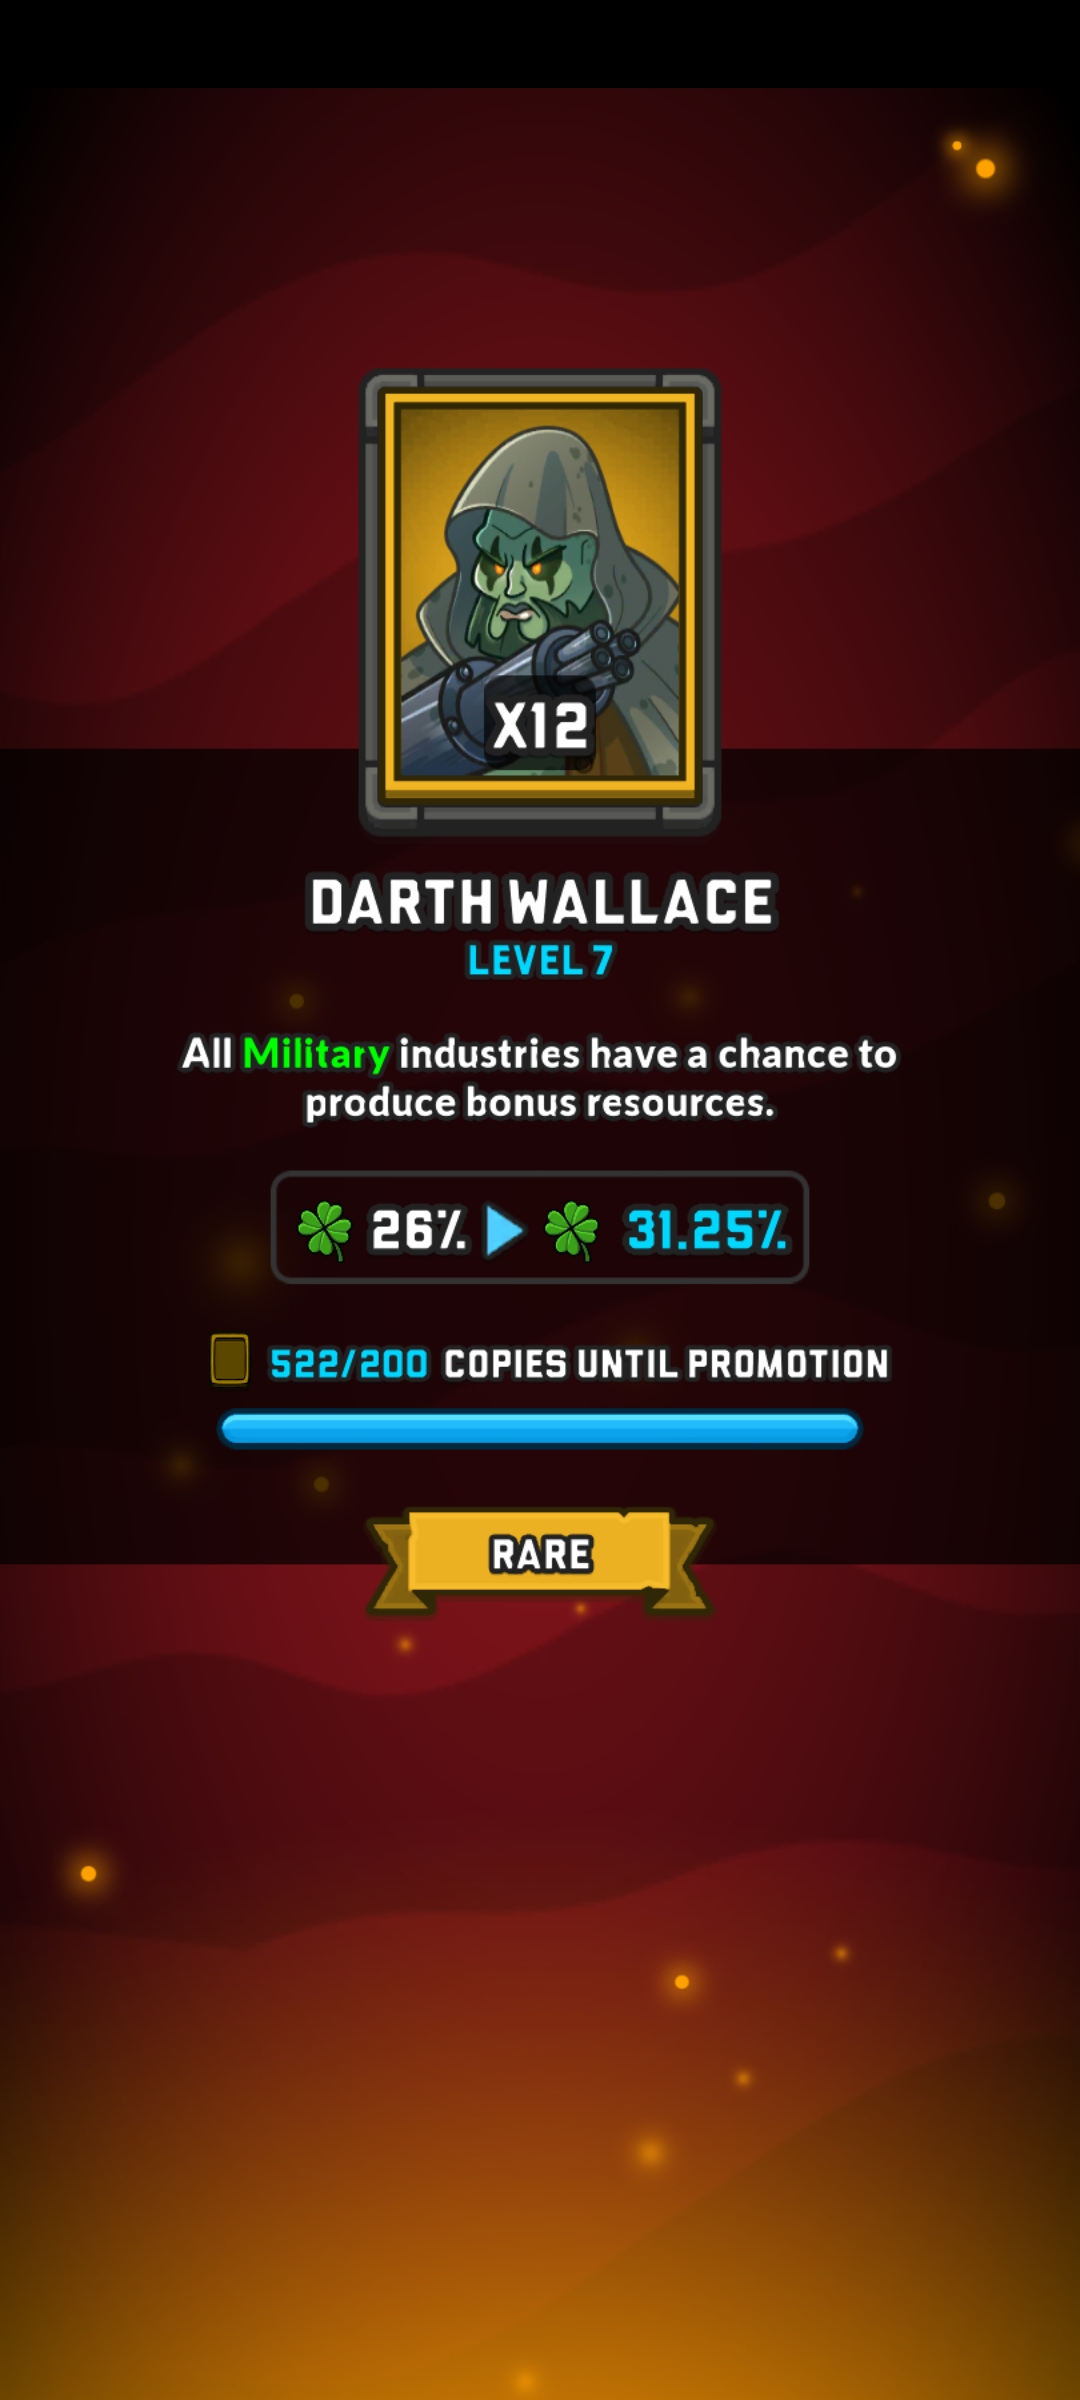 X12
DARTH WALLACE
LEVEL 7
All Military industries have a chance to
produce bonus resources.
26% 31.25%
522/200 COPIES UNTIL PROMOTION
RARE